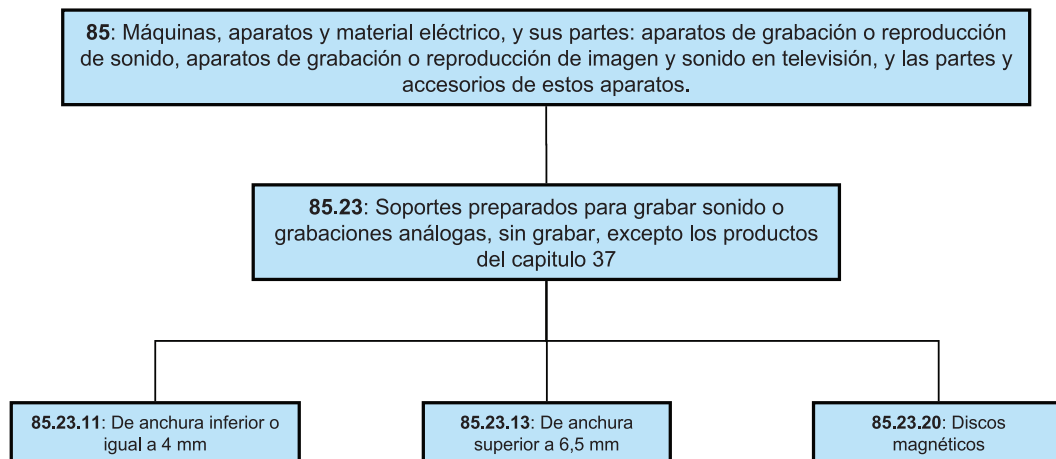 85: Máquinas, aparatos y material eléctrico, y sus partes: aparatos de grabación o reproducción
de sonido, aparatos de grabación o reproducción de imagen y sonido en televisión, y las partes y
accesorios de estos aparatos.
85.23: Soportes preparados para grabar sonido o
grabaciones análogas, sin grabar, excepto los productos
del capitulo 37
85.23.11: De anchura inferior o
igual a 4 mm
85.23.13: De anchura
superior a 6,5 mm
85.23.20: Discos
magnéticos